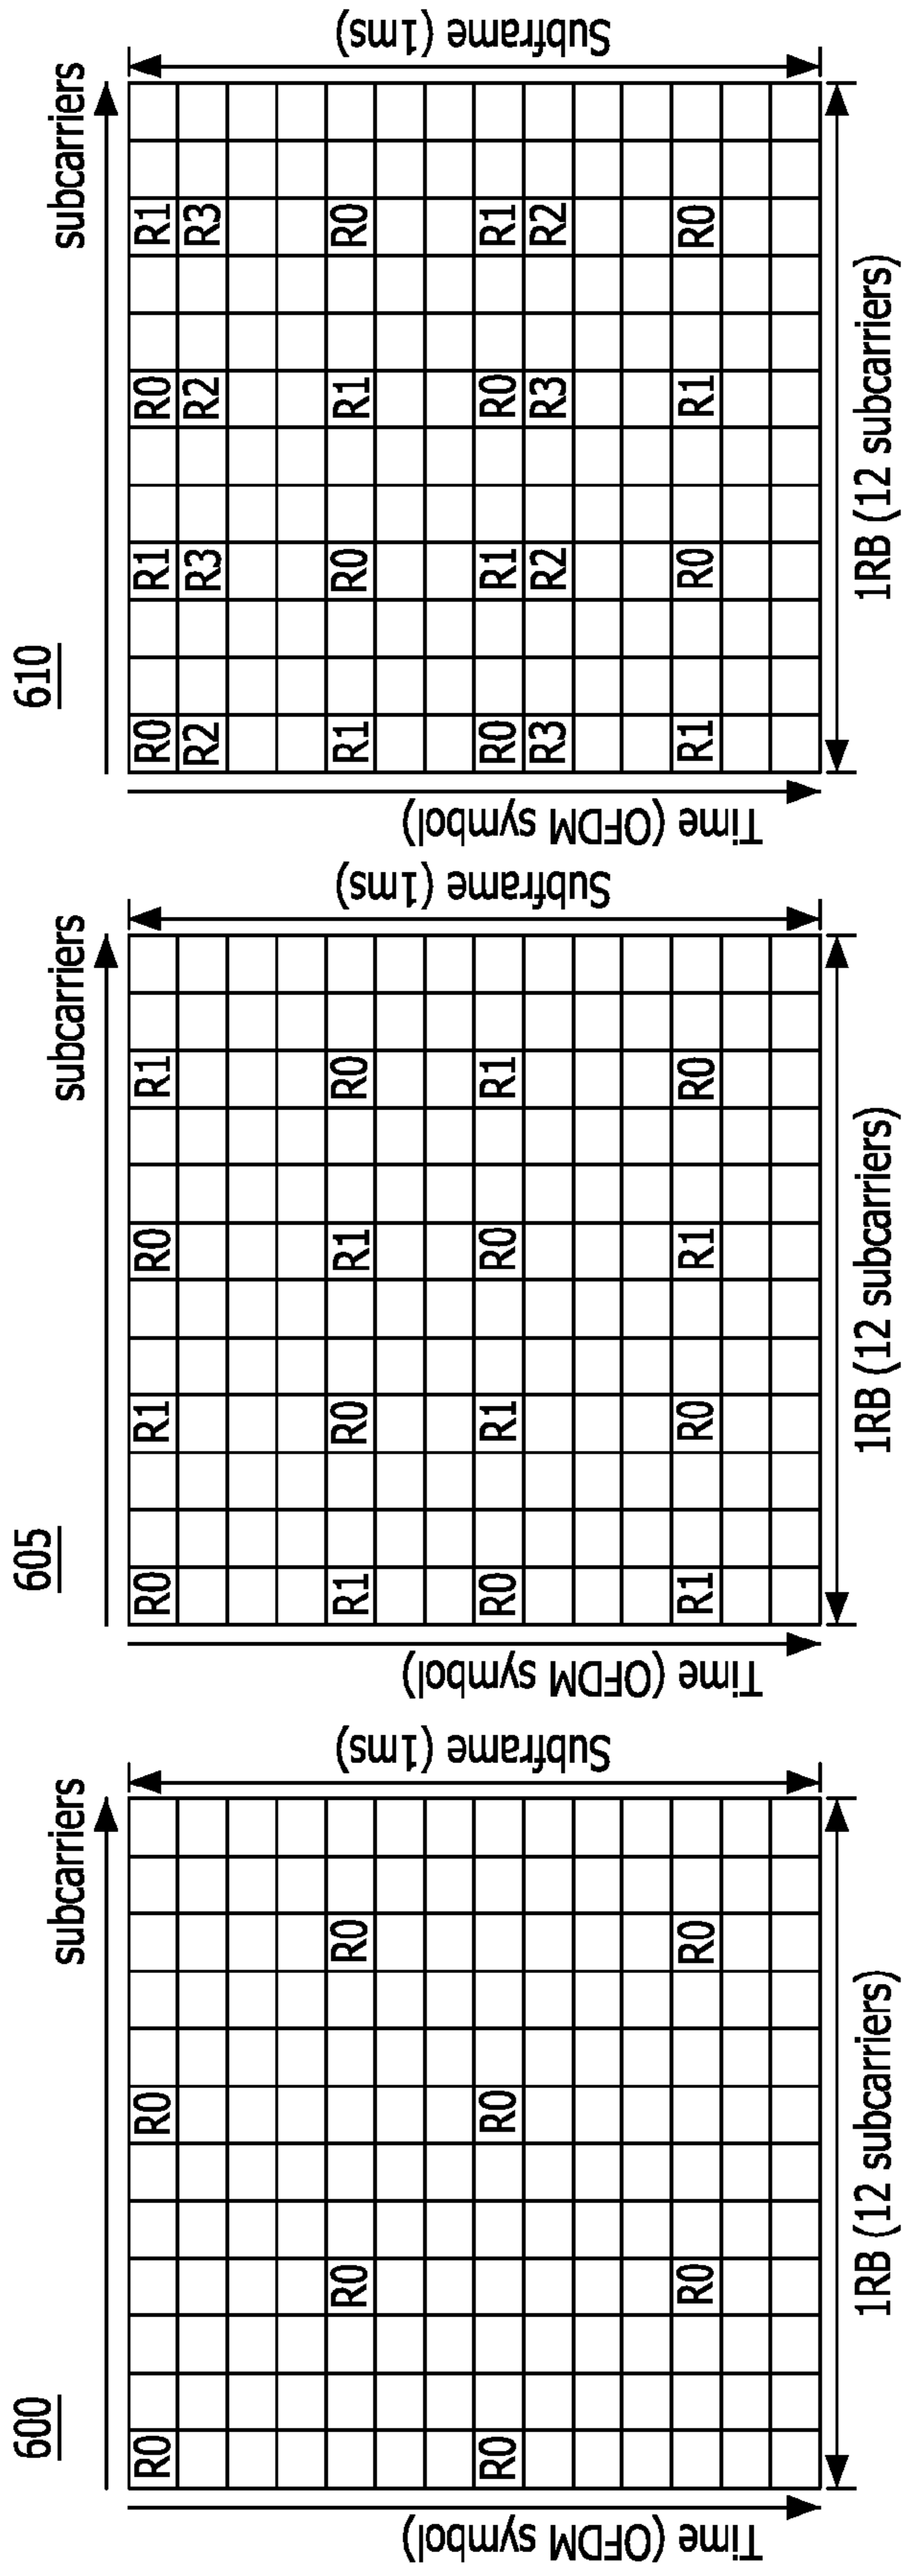 600
subcarriers
Time (OFDM symbol)
R0 R0
R0 R0
R0 R0
R0 R0
Subframe (1ms)
1RB (12 subcarriers)
605
subcarriers
Time (OFDM symbol)
R0 R1 R0 R1
R1 R0 R1 R0
R0 R1 R0 R1
R1 R0 R1 R0
Subframe (1ms)
1RB (12 subcarriers)
610
subcarriers
Time (OFDM symbol)
R0 R1 R0 R1
R2 R3 R2 R3
R1 R0 R1 R0
R0 R1 R0 R1
R3 R2 R3 R2
R1 R0 R1 R0
Subframe (1ms)
1RB (12 subcarriers)